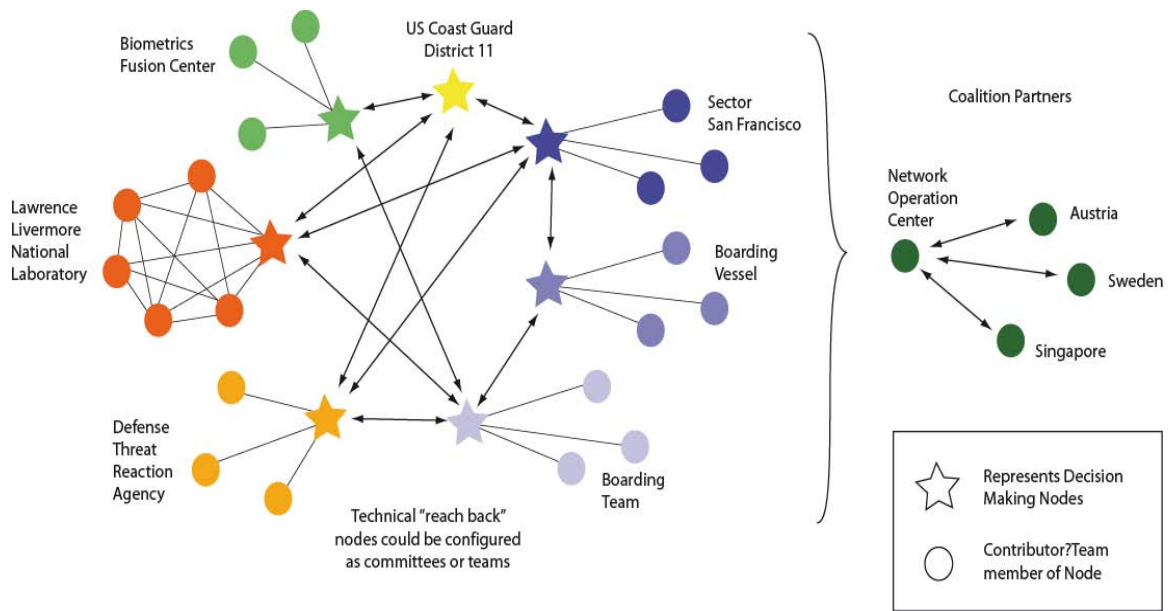 Biometrics
Fusion Center
US Coast Guard
District 11
Sector
San Francisco
Lawrence
Livermore
National
Laboratory
Boarding
Vessel
Defense
Threat
Reaction
Agency
Boarding
Team
Technical "reach back"
nodes could be configured
as committees or teams
Coalition Partners
Network
Operation
Center
Austria
Sweden
Singapore
Represents Decision
Making Nodes
Contributor?Team
member of Node